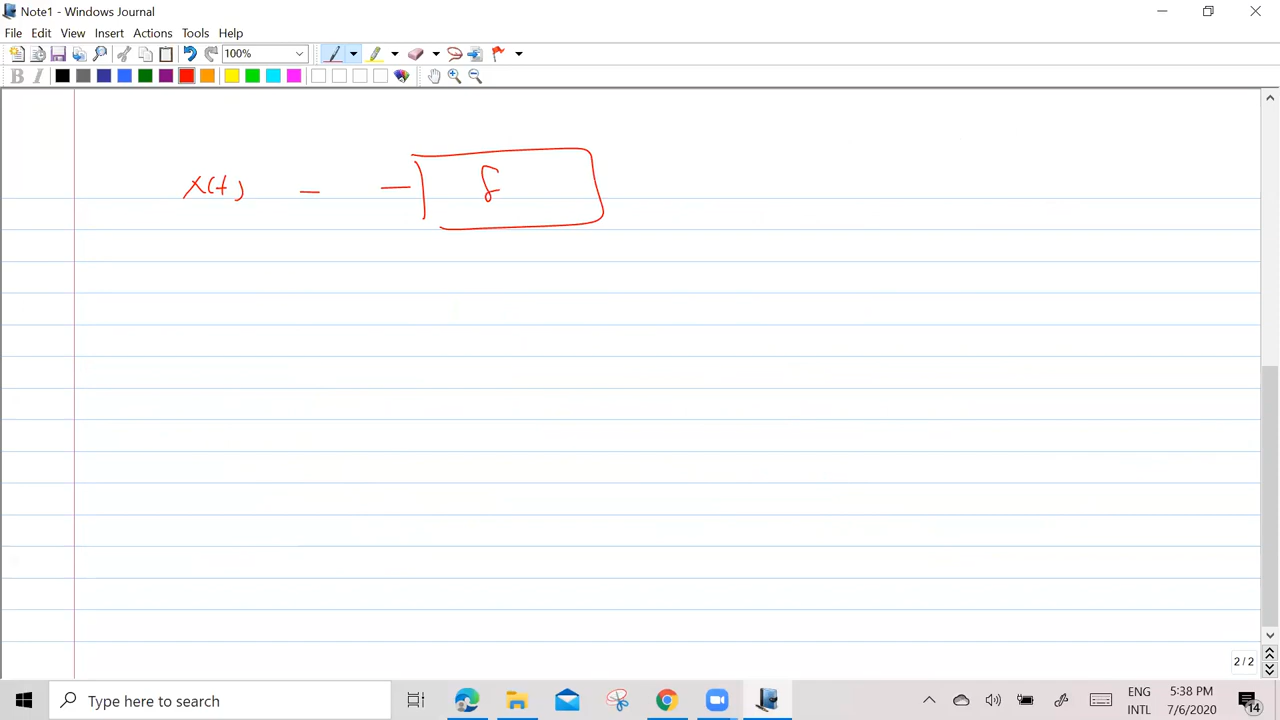 Note1 - Windows Journal
File Edit View Insert Actions Tools Help
100%
B I
x(t) - -
2 / 2
Type here to search
ENG
INTL
5:38 PM
7/6/2020
14